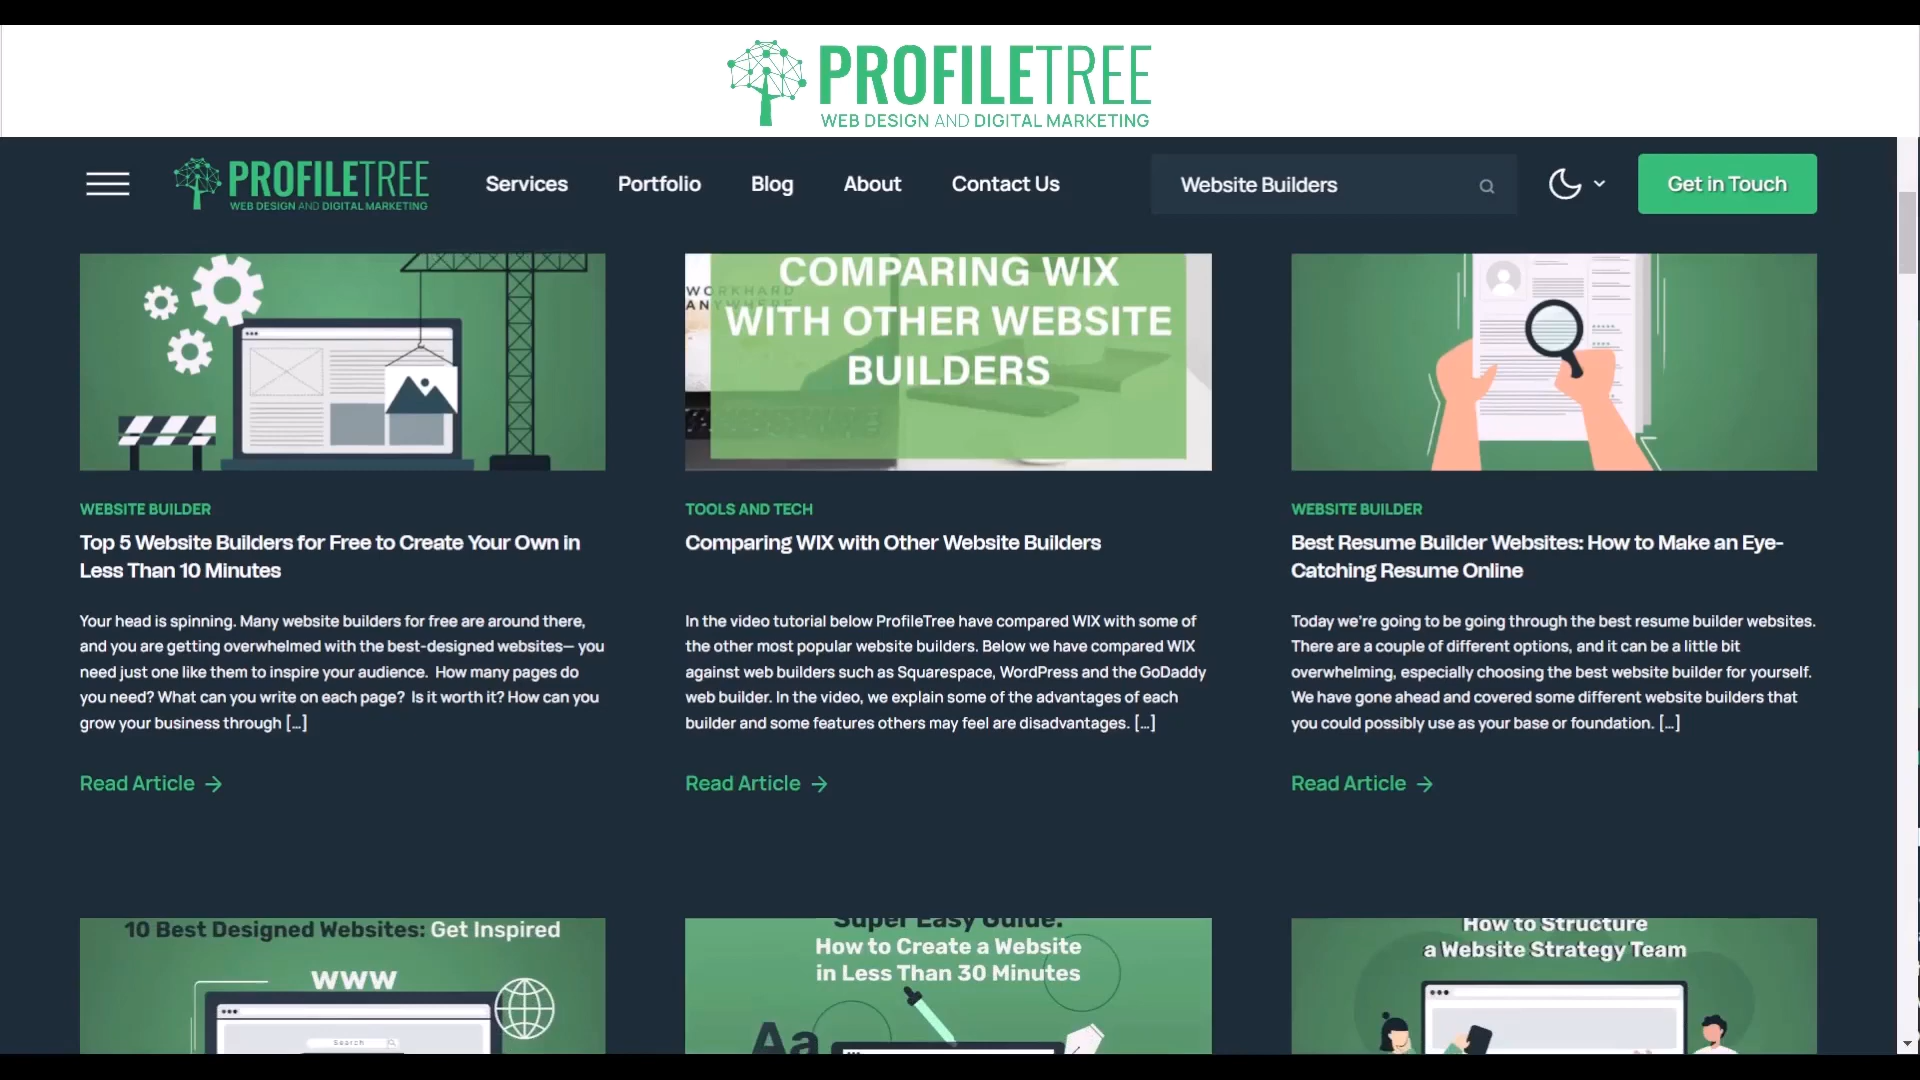 PROFILETREE
WEB DESIGN AND DIGITAL MARKETING
PROFILETREE
WEB DESIGN AND DIGITAL MARKETING
Services
Portfolio
Blog
About
Contact Us
Website Builders
Get in Touch
WORKHARD
ANYWHERE
COMPARING WIX
WITH OTHER WEBSITE
BUILDERS
WEBSITE BUILDER
Top 5 Website Builders for Free to Create Your Own in
Less Than 10 Minutes
Your head is spinning. Many website builders for free are around there,
and you are getting overwhelmed with the best-designed websites— you
need just one like them to inspire your audience. How many pages do
you need? What can you write on each page? Is it worth it? How can you
grow your business through [...]
Read Article →
TOOLS AND TECH
Comparing WIX with Other Website Builders
In the video tutorial below ProfileTree have compared WIX with some of
the other most popular website builders. Below we have compared WIX
against web builders such as Squarespace, WordPress and the GoDaddy
web builder. In the video, we explain some of the advantages of each
builder and some features others may feel are disadvantages. [...]
Read Article →
WEBSITE BUILDER
Best Resume Builder Websites: How to Make an Eye-
Catching Resume Online
Today we're going to be going through the best resume builder websites.
There are a couple of different options, and it can be a little bit
overwhelming, especially choosing the best website builder for yourself.
We have gone ahead and covered some different website builders that
you could possibly use as your base or foundation. [...]
Read Article →
10 Best Designed Websites: Get Inspired
WWW
Search
Super Easy Guide:
How to Create a Website
in Less Than 30 Minutes
Aa
How to Structure
a Website Strategy Team